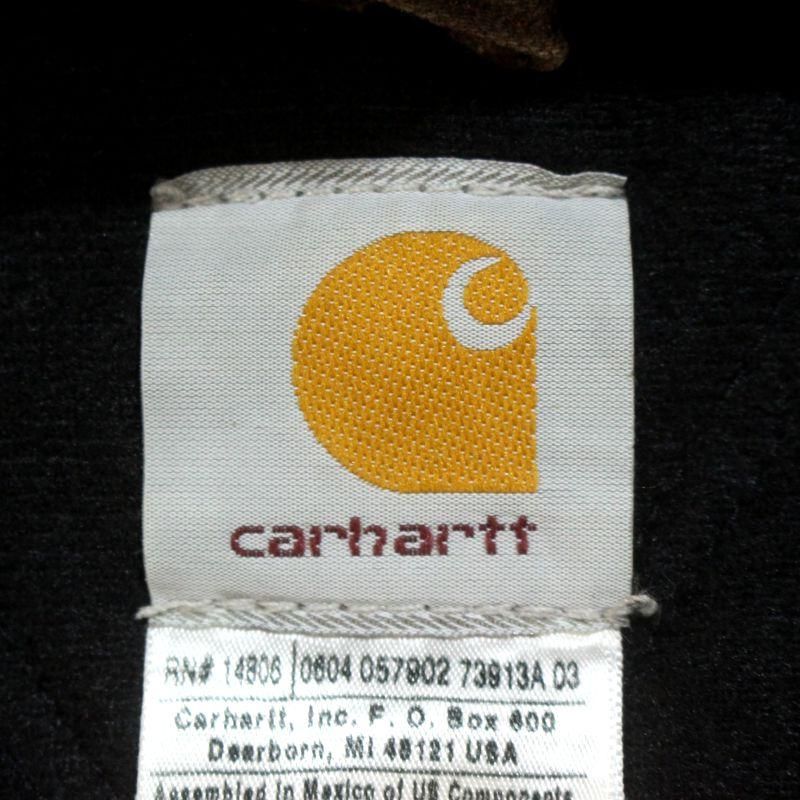 carhartt
RN# 14806 0604 057902 73913A 03
Carhartt, Inc. P. O. Box 600
Dearborn, MI 48121 USA
Assembled in Mexico of US Components